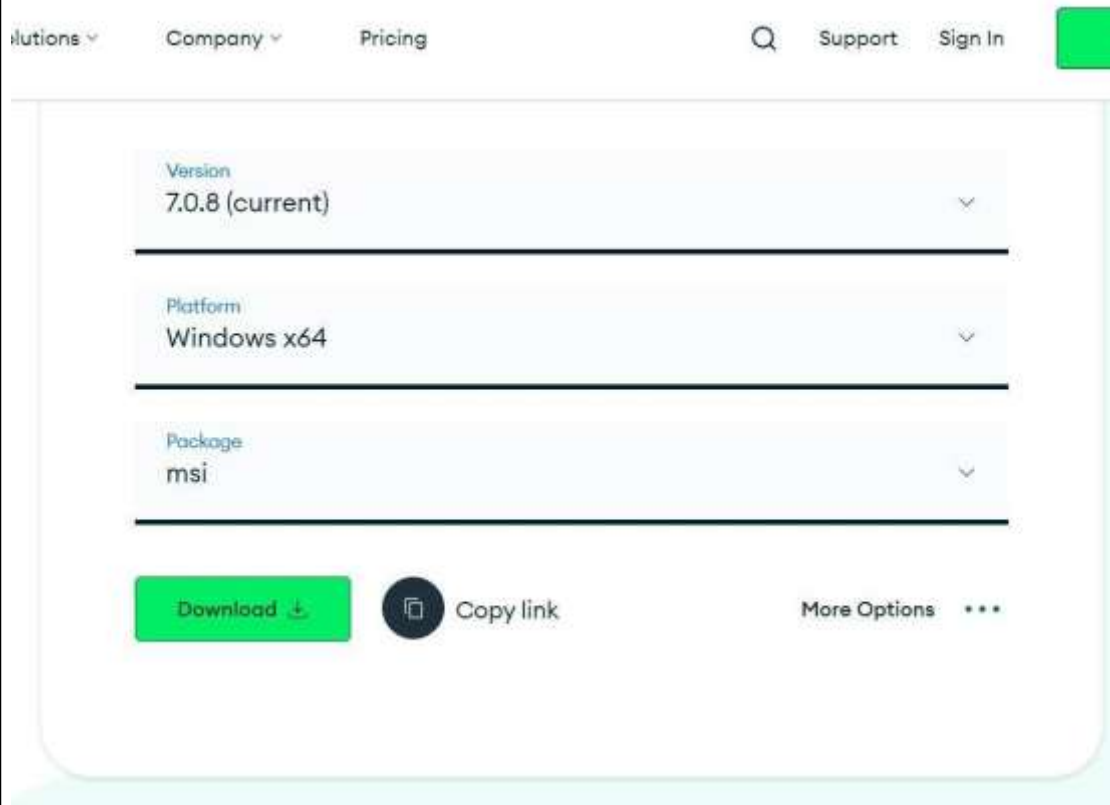 lutions
Company
Pricing
Support
Sign In
Version
7.0.8 (current)
Platform
Windows x64
Package
msi
Download
Copy link
More Options